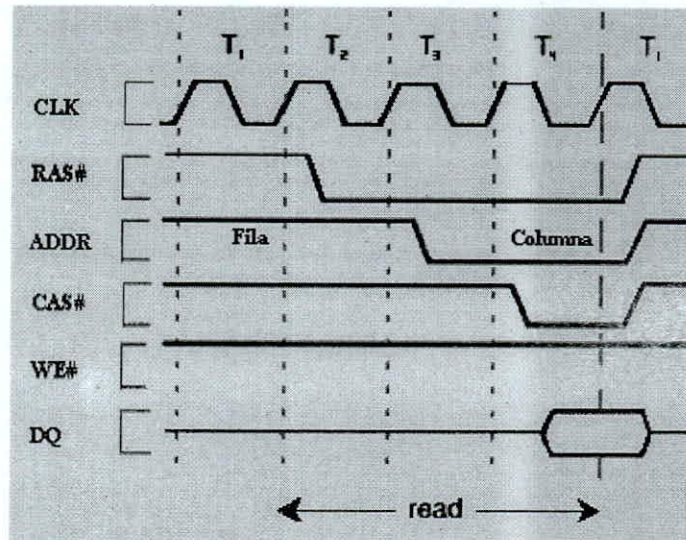 T₁ T₂ T₃ T₄ T₁
CLK
RAS#
ADDR Fila Columna
CAS#
WE#
DQ
read